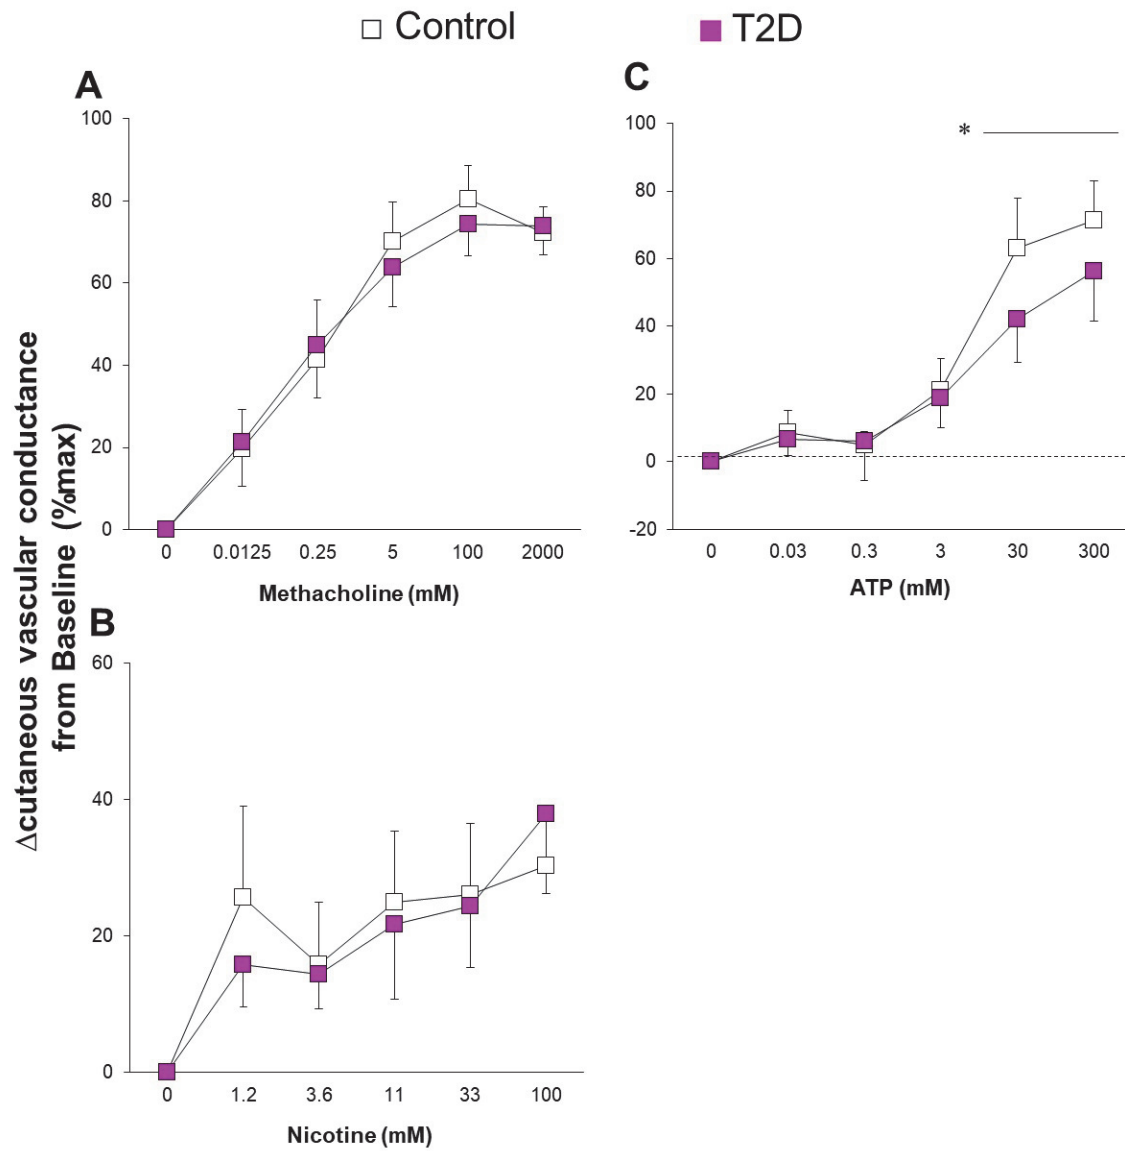 Control
T2D
A
100
80
60
40
20
0
0 0.0125 0.25 5 100 2000
Methacholine (mM)
C
100
80
60
40
20
0
-20
*
0 0.03 0.3 3 30 300
ATP (mM)
Δcutaneous vascular conductance
from Baseline (%max)
B
60
40
20
0
0 1.2 3.6 11 33 100
Nicotine (mM)